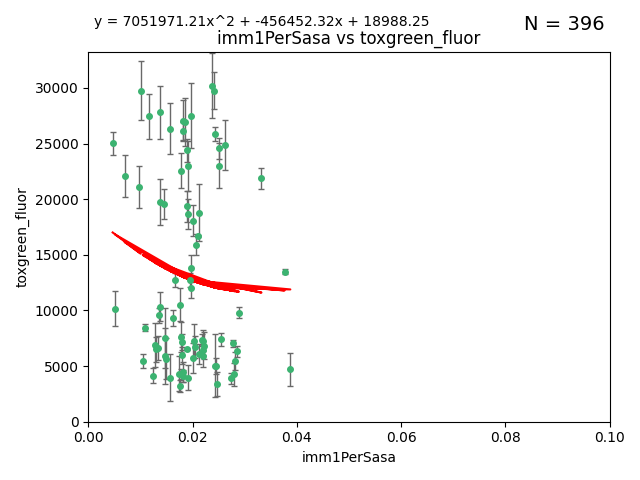 y = 7051971.21x^2 + -456452.32x + 18988.25
N = 396
imm1PerSasa vs toxgreen_fluor
30000
25000
20000
15000
10000
5000
0
toxgreen_fluor
0.00 0.02 0.04 0.06 0.08 0.10
imm1PerSasa